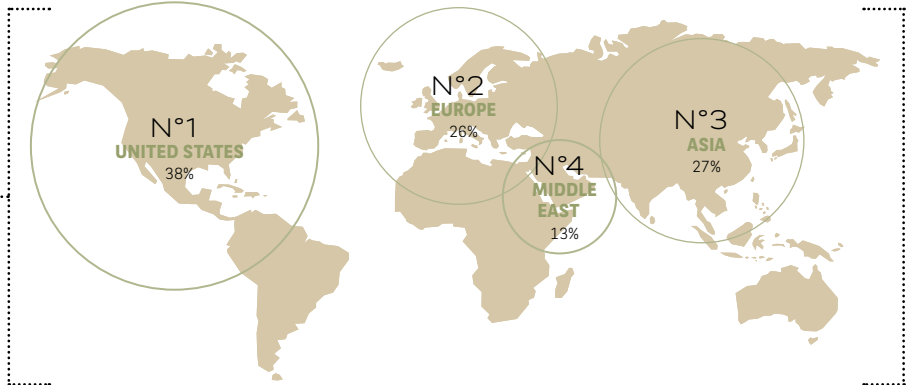 N°1
UNITED STATES
38%
N°2
EUROPE
26%
N°3
ASIA
27%
N°4
MIDDLE
EAST
13%